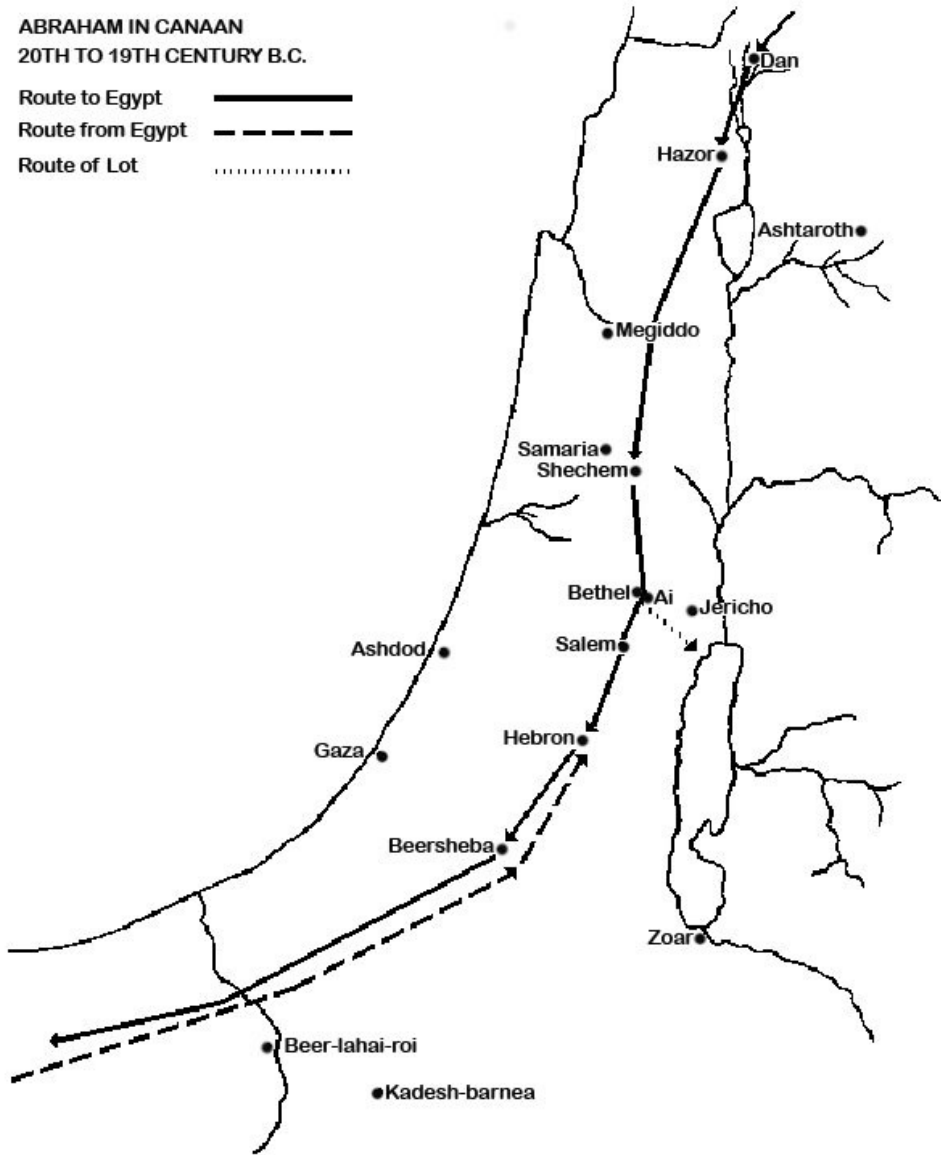 ABRAHAM IN CANAAN
20TH TO 19TH CENTURY B.C.
Route to Egypt
Route from Egypt
Route of Lot
Dan
Hazor
Ashtaroth
Megiddo
Samaria
Shechem
Bethel
Ai
Jericho
Salem
Ashdod
Hebron
Gaza
Beersheba
Zoar
Beer-lahai-roi
Kadesh-barnea